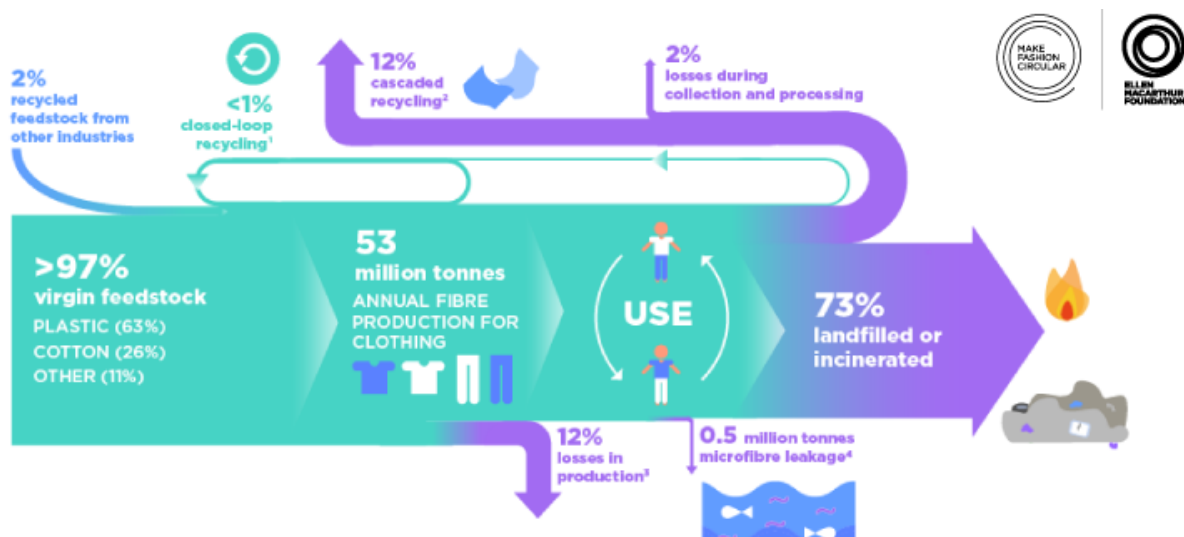 MAKE
FASHION
CIRCULAR
ELLEN
MACARTHUR
FOUNDATION
2%
recycled
feedstock from
other industries
<1%
closed-loop
recycling¹
12%
cascaded
recycling²
2%
losses during
collection and processing
>97%
virgin feedstock
PLASTIC (63%)
COTTON (26%)
OTHER (11%)
53
million tonnes
ANNUAL FIBRE
PRODUCTION FOR
CLOTHING
USE
73%
landfilled or
incinerated
12%
losses in
production³
0.5 million tonnes
microfibre leakage⁴